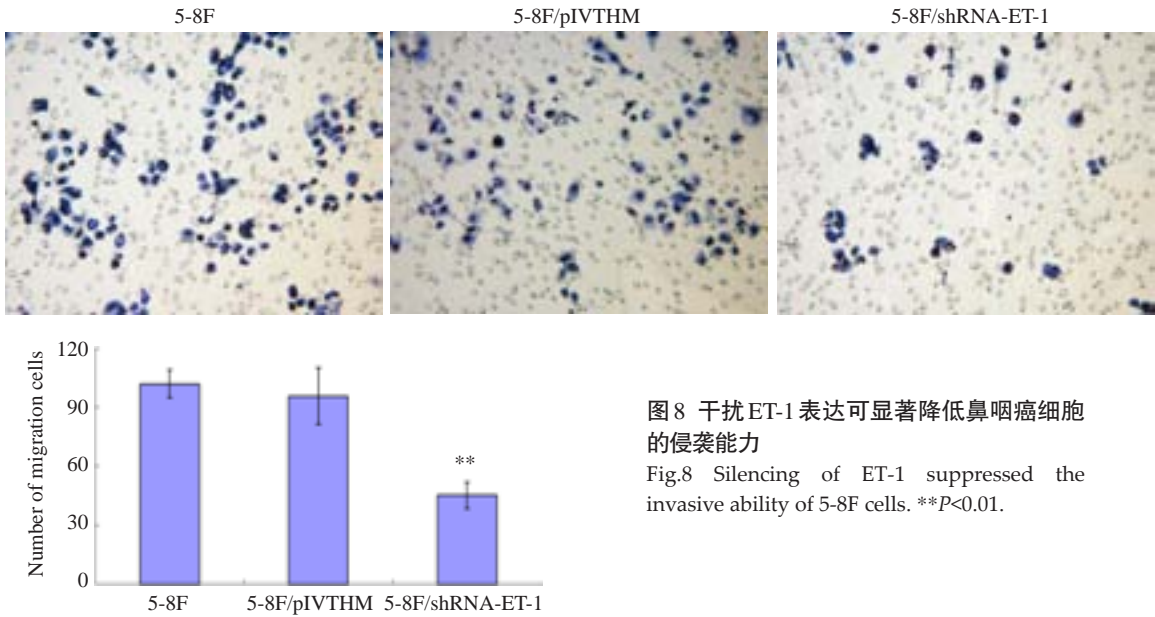 5-8F 5-8F/pIVTHM 5-8F/shRNA-ET-1
Number of migration cells
120
90
60
30
0
**
5-8F 5-8F/pIVTHM 5-8F/shRNA-ET-1
图8 干扰ET-1表达可显著降低鼻咽癌细胞
的侵袭能力
Fig.8 Silencing of ET-1 suppressed the
invasive ability of 5-8F cells. **P<0.01.